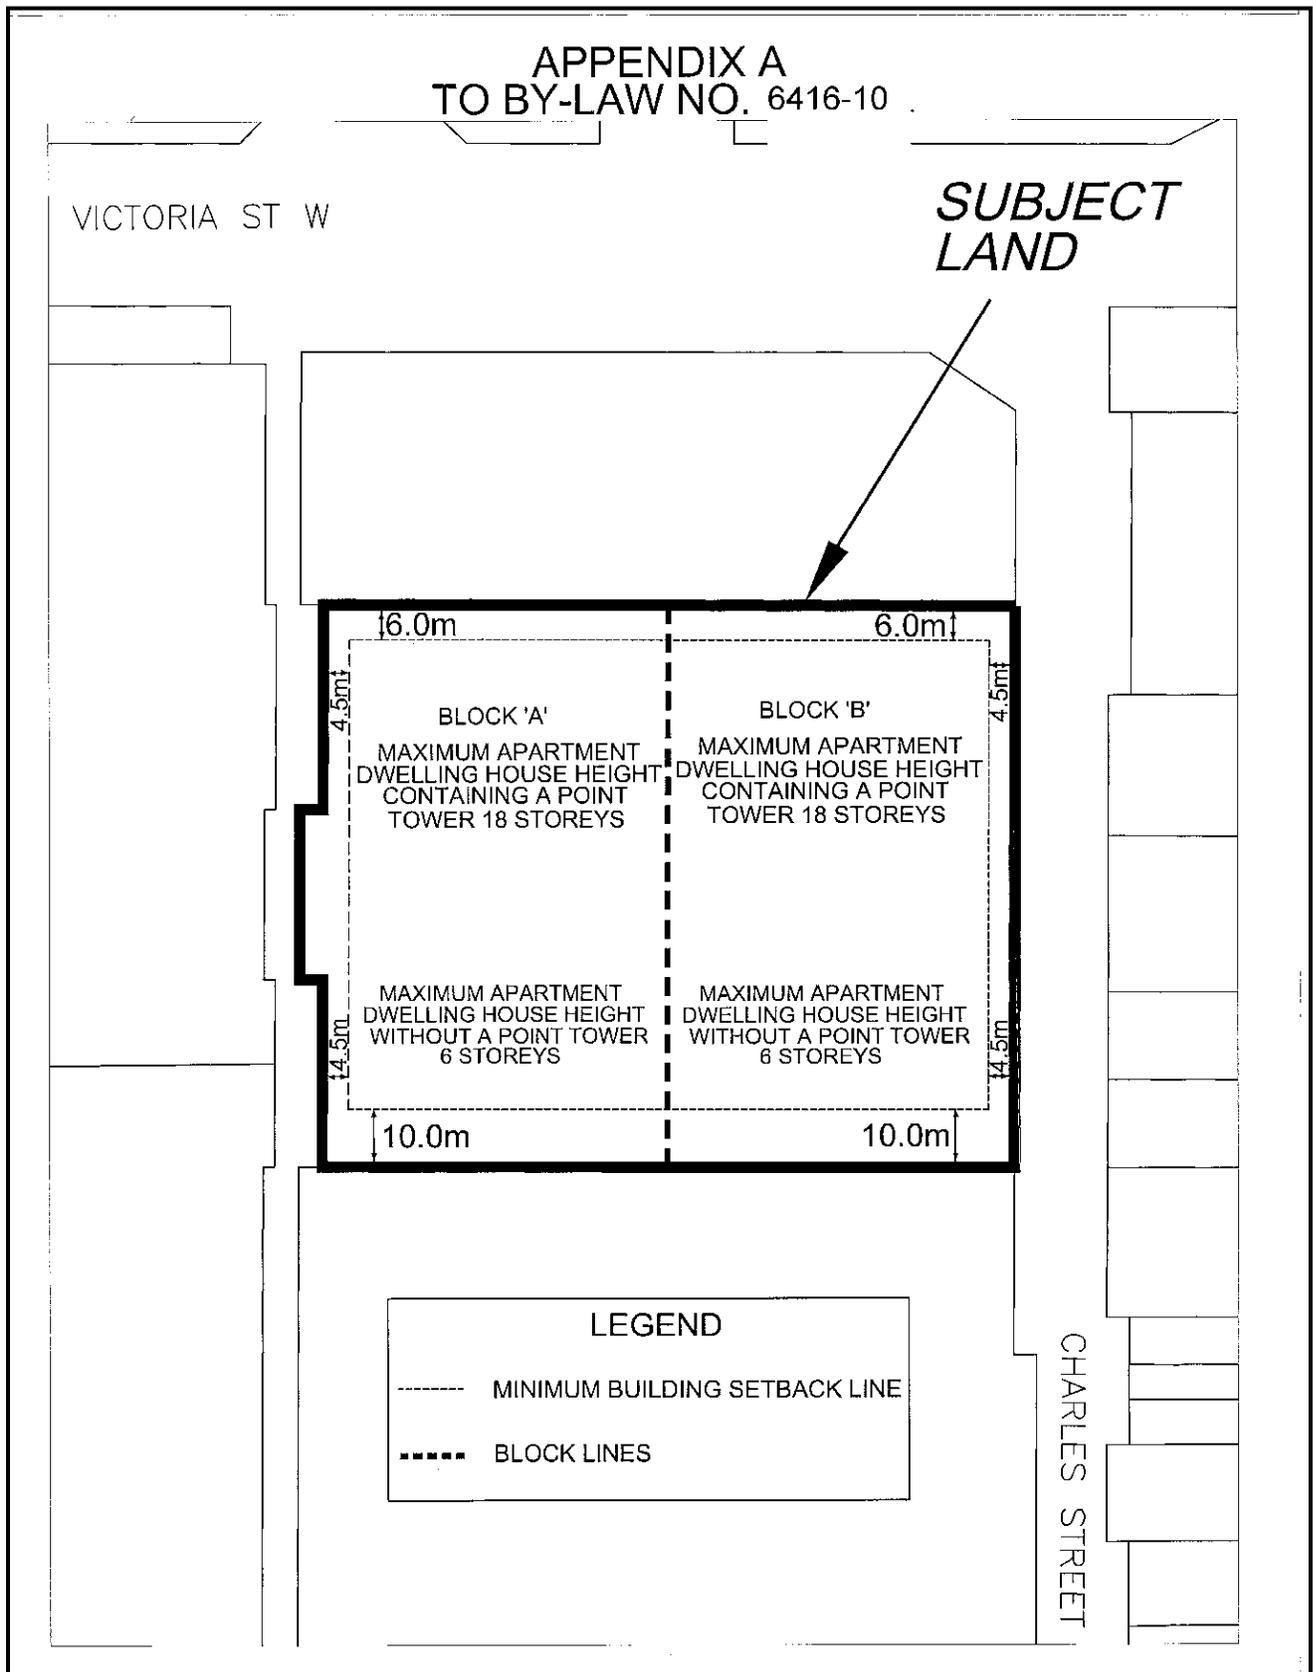 APPENDIX A
TO BY-LAW NO. 6416-10
VICTORIA ST W
SUBJECT
LAND
6.0m
6.0m
4.5m
4.5m
BLOCK 'A'
MAXIMUM APARTMENT
DWELLING HOUSE HEIGHT
CONTAINING A POINT
TOWER 18 STOREYS
BLOCK 'B'
MAXIMUM APARTMENT
DWELLING HOUSE HEIGHT
CONTAINING A POINT
TOWER 18 STOREYS
MAXIMUM APARTMENT
DWELLING HOUSE HEIGHT
WITHOUT A POINT TOWER
6 STOREYS
MAXIMUM APARTMENT
DWELLING HOUSE HEIGHT
WITHOUT A POINT TOWER
6 STOREYS
4.5m
4.5m
10.0m
10.0m
LEGEND
MINIMUM BUILDING SETBACK LINE
BLOCK LINES
CHARLES STREET